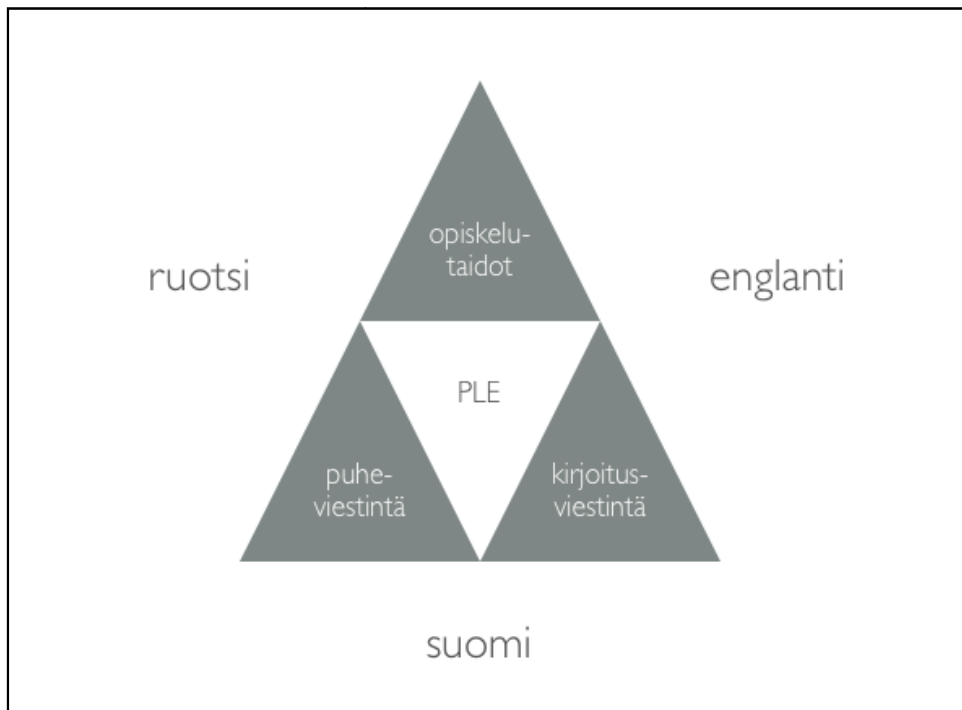 opiskelu-
taidot
ruotsi
englanti
PLE
puhe-
viestintä
kirjoitus-
viestintä
suomi